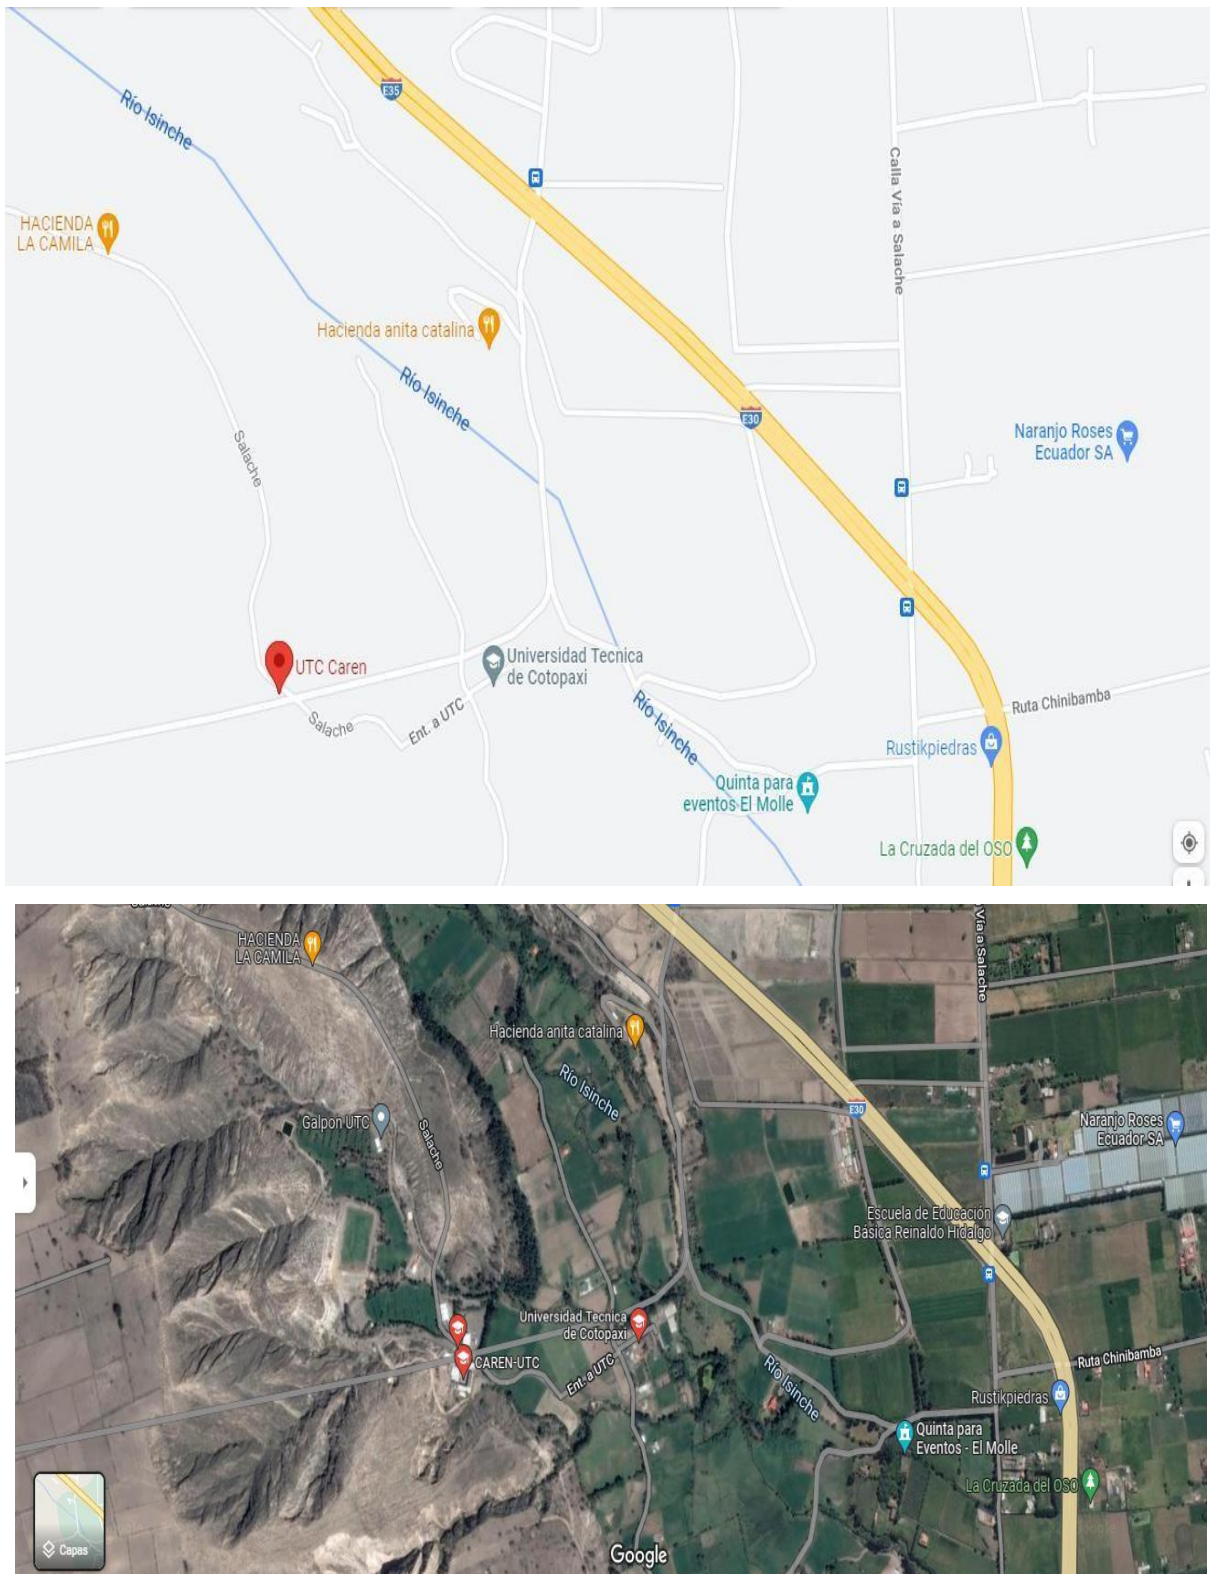 E35
Río Isinche
Calla Vía a Salache
HACIENDA
LA CAMILA
Hacienda anita catalina
Río Isinche
E30
Naranjo Roses
Ecuador SA
Salache
UTC Caren
Universidad Tecnica
de Cotopaxi
Salache
Ent. a UTC
Río Isinche
Ruta Chinibamba
Rustikpiedras
Quinta para
eventos El Molle
La Cruzada del OSO
Salache
HACIENDA
LA CAMILA
Vía a Salache
Hacienda anita catalina
Río Isinche
E30
Galpon UTC
Salache
Naranjo Roses
Ecuador SA
Escuela de Educación
Básica Reinaldo Hidalgo
Universidad Tecnica
de Cotopaxi
CAREN-UTC
Ent. a UTC
Río Isinche
Ruta Chinibamba
Rustikpiedras
Quinta para
Eventos - El Molle
La Cruzada del OSO
Capas
Google